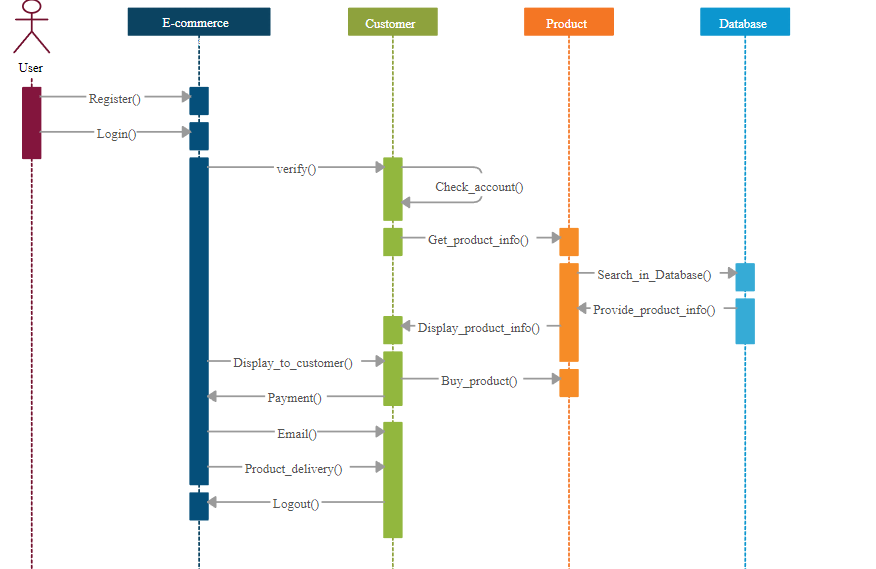 E-commerce
Customer
Product
Database
User
Register()
Login()
verify()
Check_account()
Get_product_info()
Search_in_Database()
Provide_product_info()
Display_product_info()
Display_to_customer()
Buy_product()
Payment()
Email()
Product_delivery()
Logout()